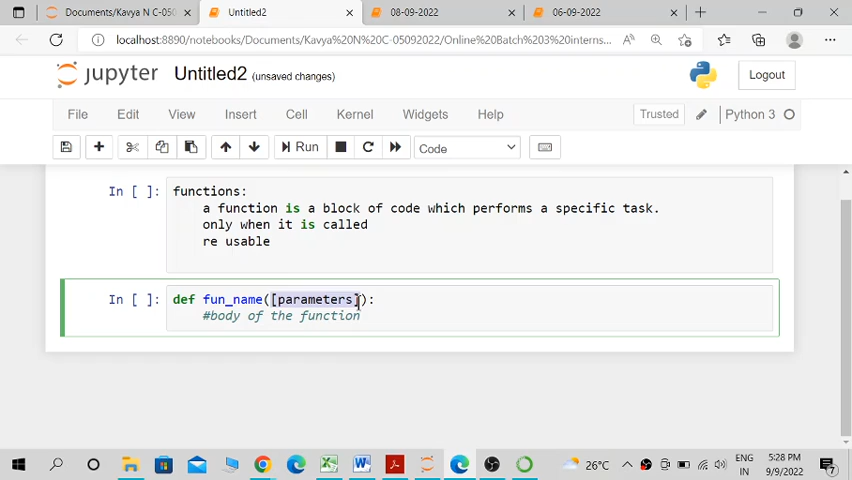 Documents/Kavya N C-050
Untitled2
08-09-2022
06-09-2022
localhost:8890/notebooks/Documents/Kavya%20N%20C-05092022/Online%20Batch%203%20interns...
jupyter Untitled2 (unsaved changes)
Logout
File Edit View Insert Cell Kernel Widgets Help
Trusted
Python 3
Run
Code
In [ ]: functions:
a function is a block of code which performs a specific task.
only when it is called
re usable
In [ ]: def fun_name([parameters]):
#body of the function
26°C
ENG
IN
5:28 PM
9/9/2022
7